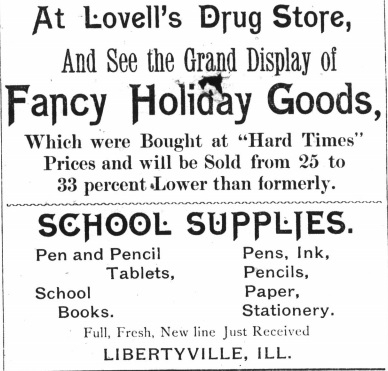 At Lovell's Drug Store,
And See the Grand Display of
Fancy Holiday Goods,
Which were Bought at "Hard Times"
Prices and will be Sold from 25 to
33 percent Lower than formerly.
SCHOOL SUPPLIES.
Pen and Pencil
Tablets,
School
Books.
Pens, Ink,
Pencils,
Paper,
Stationery.
Full, Fresh, New line Just Received
LIBERTYVILLE, ILL.